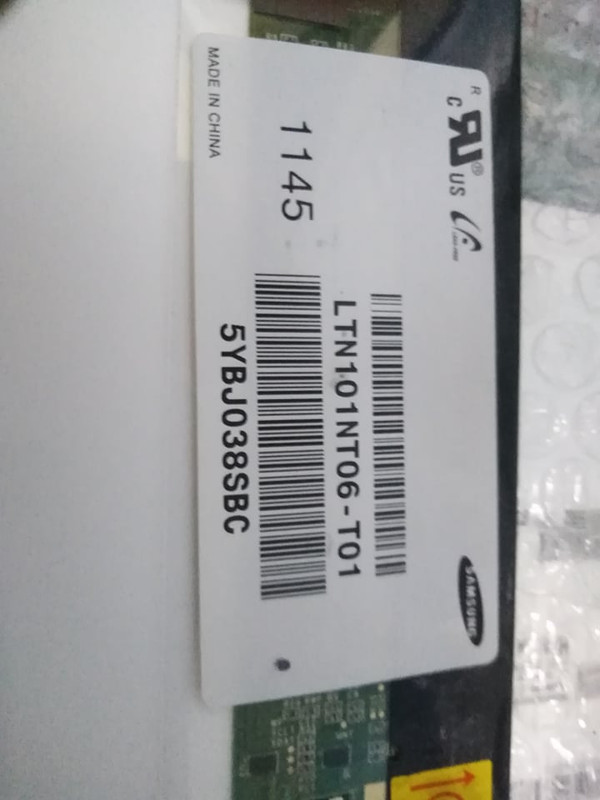 SAMSUNG
R
C
US
LTN101NT06-T01
1145
5YBJ038SBC
MADE IN CHINA